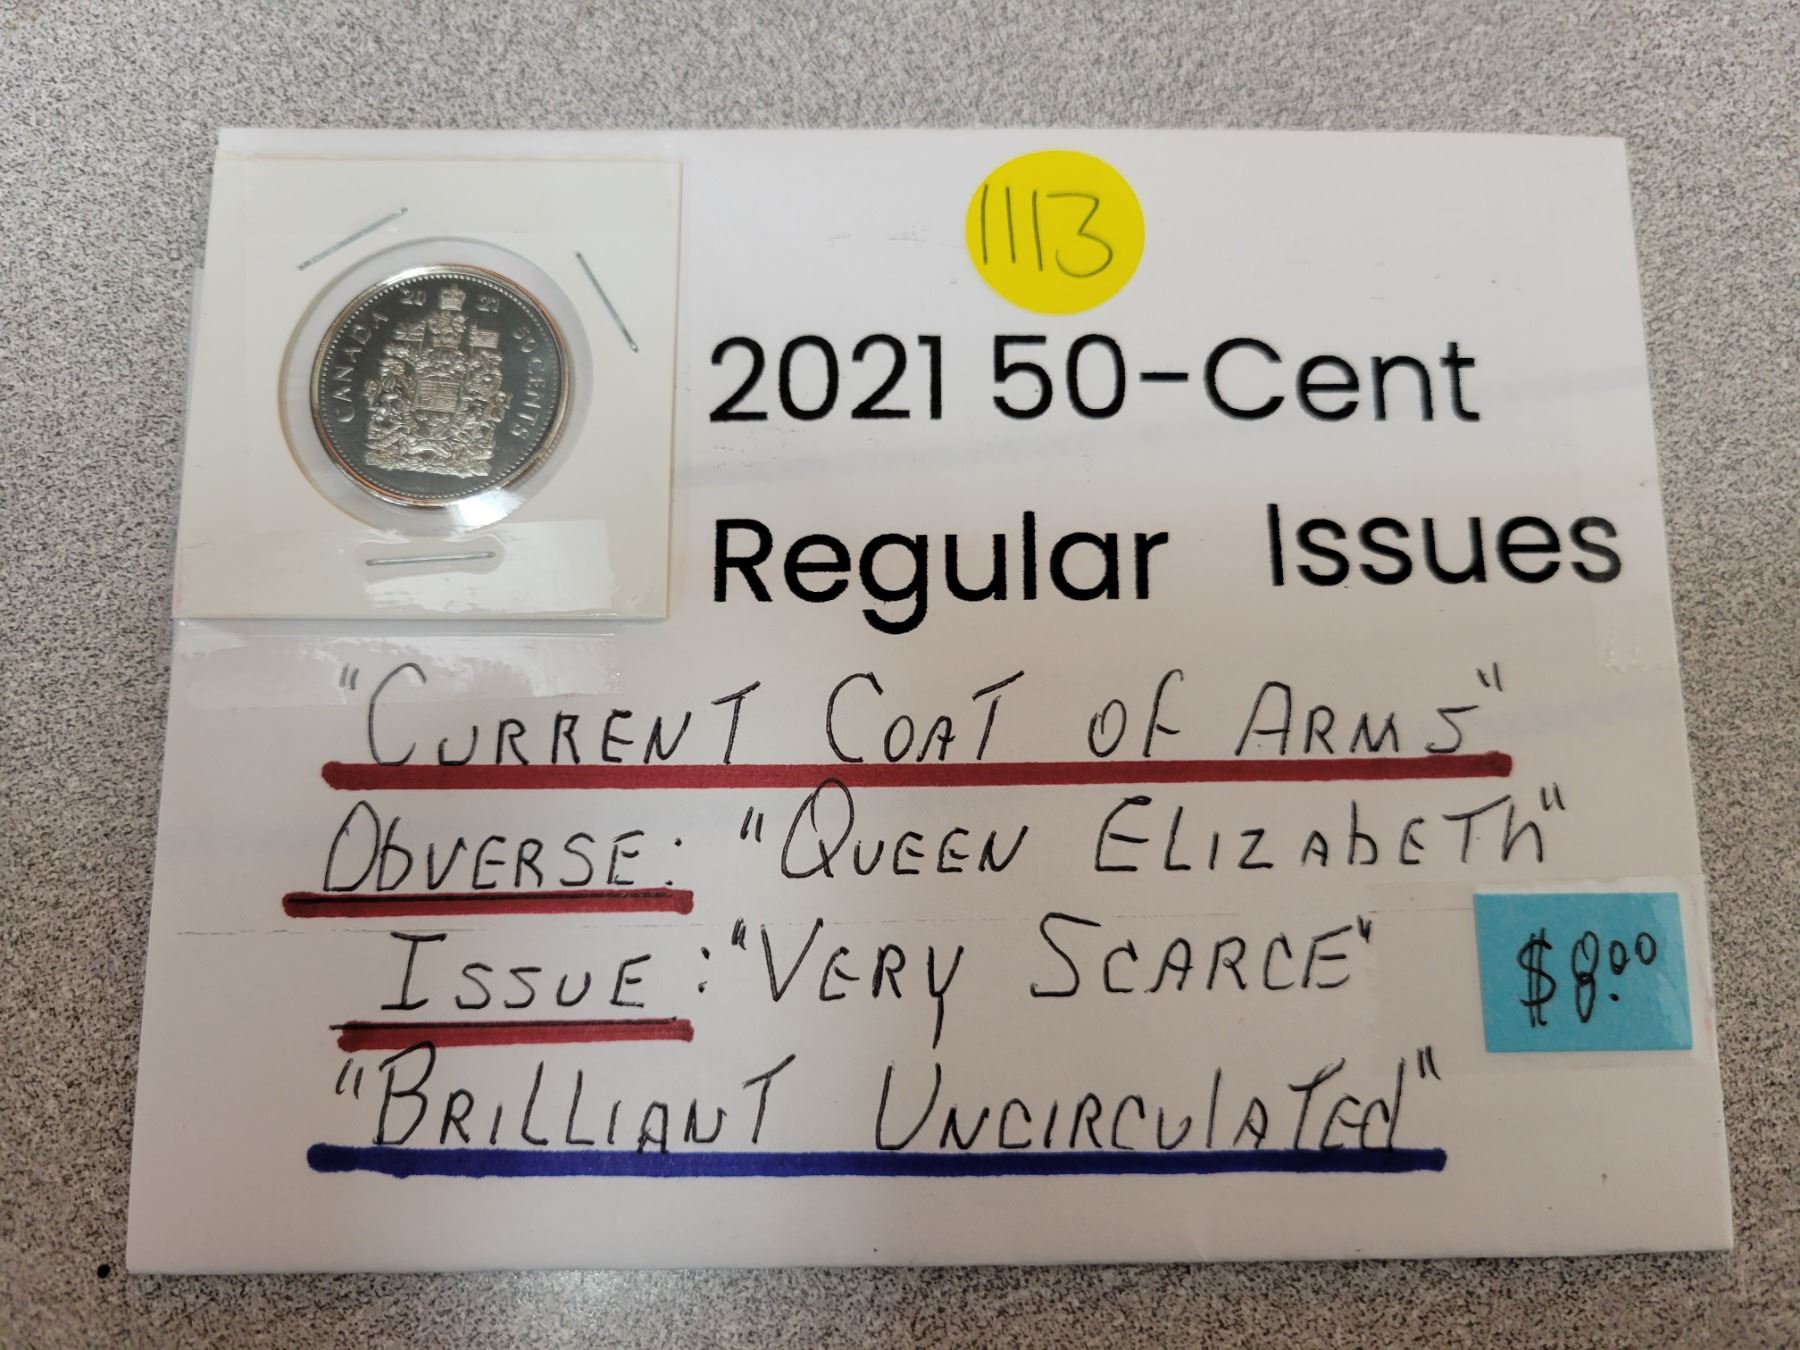 1113
CANADA 20 21 50 CENTS
2021 50-Cent
Regular Issues
"CURRENT COAT OF ARMS"
ObVERSE: "QUEEN ELIZAbETh"
ISSUE: "VERY SCARCE"
$8.00
"BRILLIANT UNCIRCULATEd"